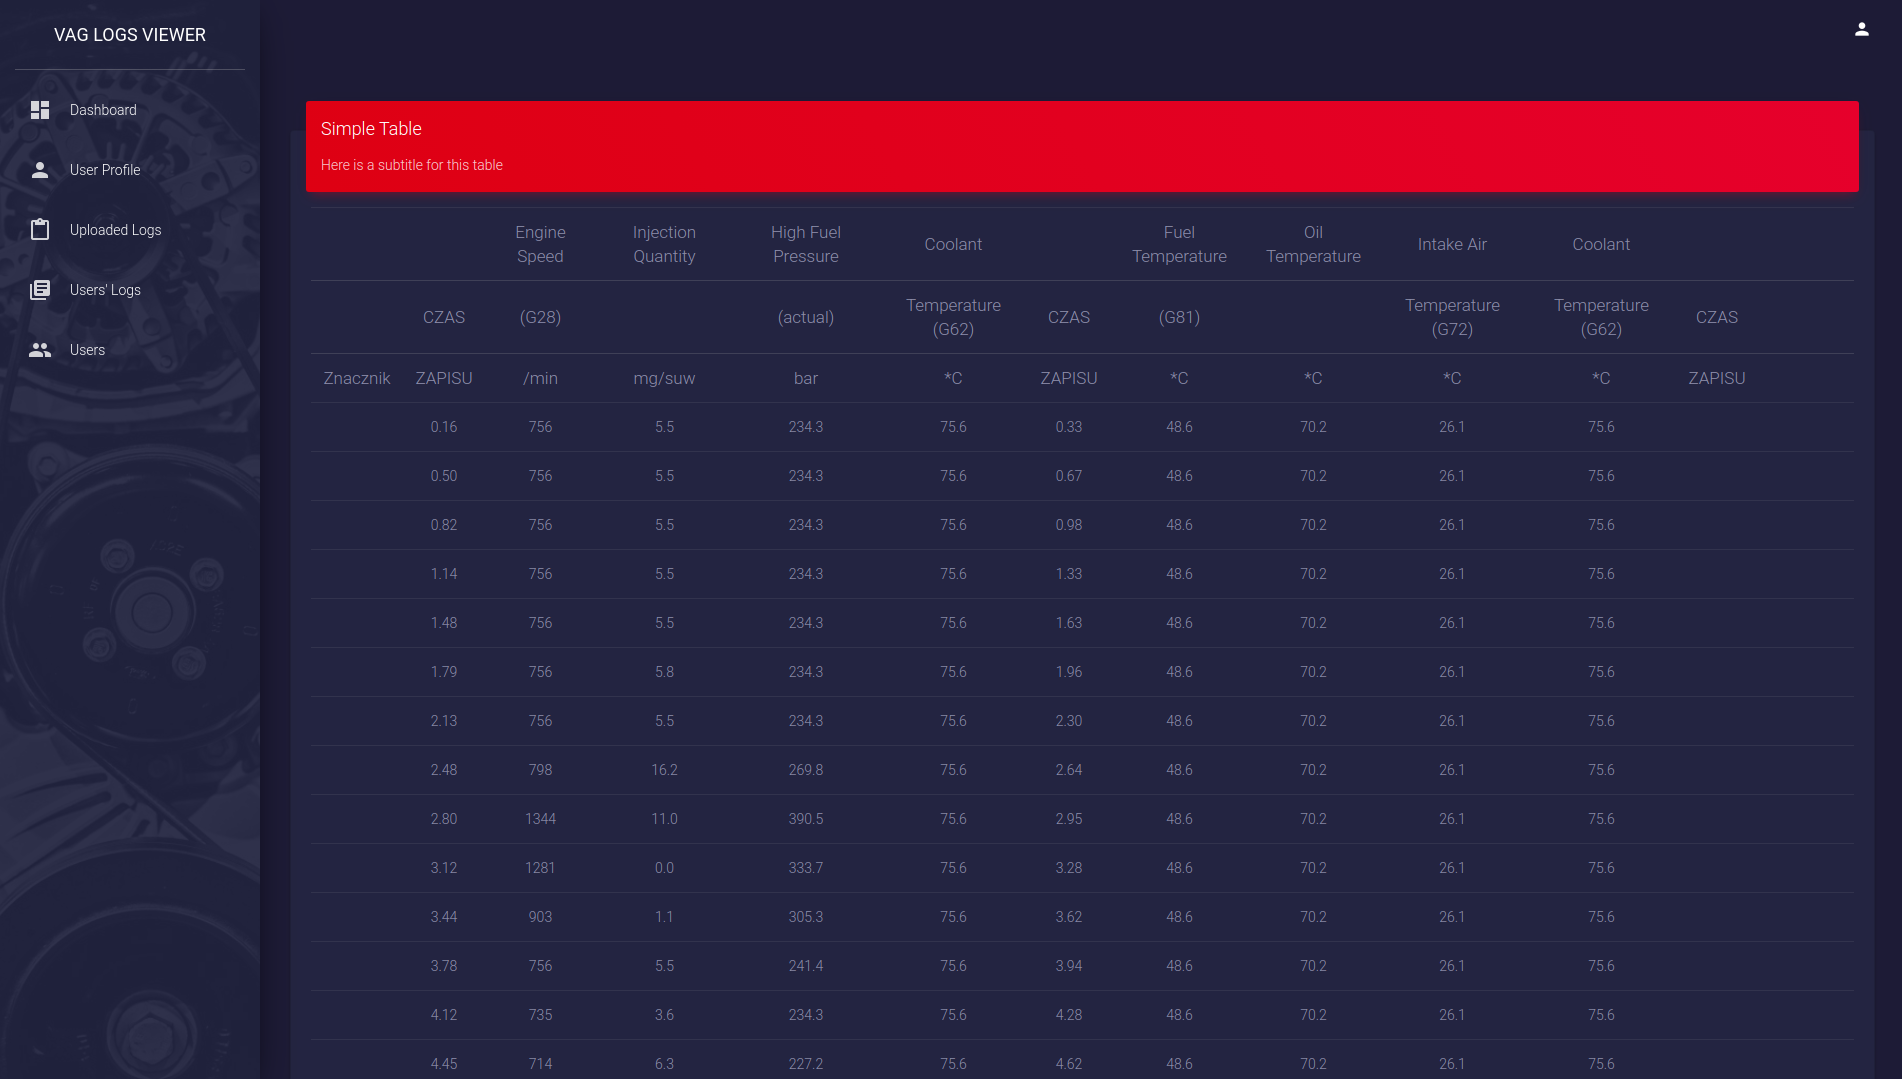 VAG LOGS VIEWER
Dashboard
User Profile
Uploaded Logs
Users' Logs
Users
Simple Table
Here is a subtitle for this table
Engine Speed Injection Quantity High Fuel Pressure Coolant Fuel Temperature Oil Temperature Intake Air Coolant
CZAS (G28) (actual) Temperature (G62) CZAS (G81) Temperature (G72) Temperature (G62) CZAS
Znacznik ZAPISU /min mg/suw bar *C ZAPISU *C *C *C *C ZAPISU
0.16 756 5.5 234.3 75.6 0.33 48.6 70.2 26.1 75.6
0.50 756 5.5 234.3 75.6 0.67 48.6 70.2 26.1 75.6
0.82 756 5.5 234.3 75.6 0.98 48.6 70.2 26.1 75.6
1.14 756 5.5 234.3 75.6 1.33 48.6 70.2 26.1 75.6
1.48 756 5.5 234.3 75.6 1.63 48.6 70.2 26.1 75.6
1.79 756 5.8 234.3 75.6 1.96 48.6 70.2 26.1 75.6
2.13 756 5.5 234.3 75.6 2.30 48.6 70.2 26.1 75.6
2.48 798 16.2 269.8 75.6 2.64 48.6 70.2 26.1 75.6
2.80 1344 11.0 390.5 75.6 2.95 48.6 70.2 26.1 75.6
3.12 1281 0.0 333.7 75.6 3.28 48.6 70.2 26.1 75.6
3.44 903 1.1 305.3 75.6 3.62 48.6 70.2 26.1 75.6
3.78 756 5.5 241.4 75.6 3.94 48.6 70.2 26.1 75.6
4.12 735 3.6 234.3 75.6 4.28 48.6 70.2 26.1 75.6
4.45 714 6.3 227.2 75.6 4.62 48.6 70.2 26.1 75.6